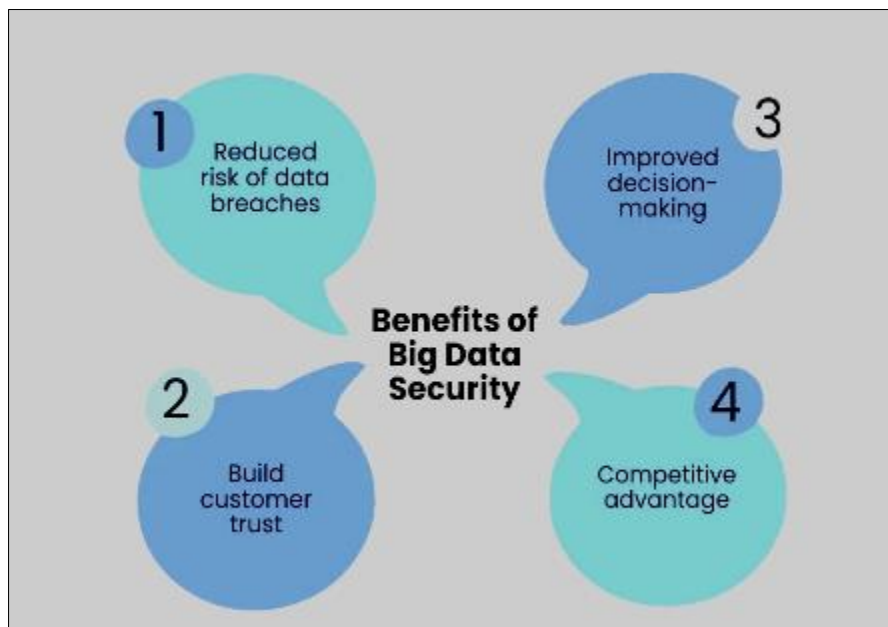 1
Reduced
risk of data
breaches
2
Build
customer
trust
Benefits of
Big Data
Security
3
Improved
decision-
making
4
Competitive
advantage